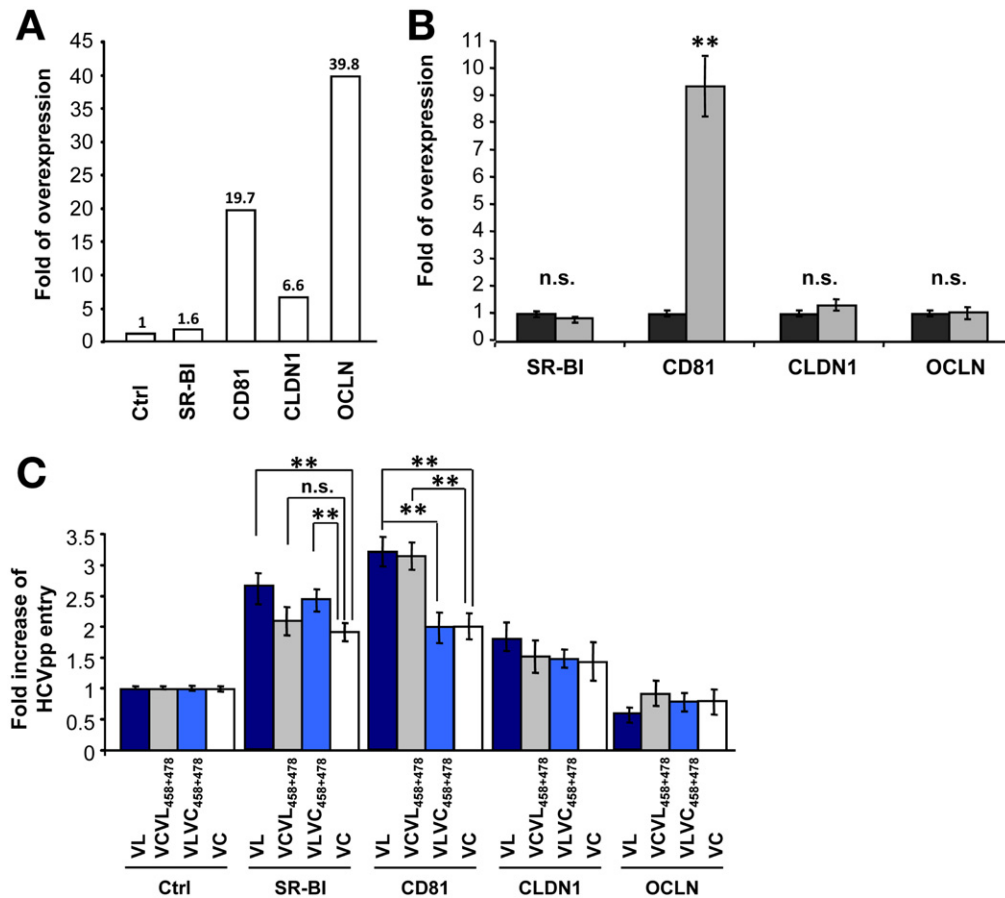 A
Fold of overexpression
45
40
35
30
25
20
15
10
5
0
1
1.6
19.7
6.6
39.8
Ctrl
SR-BI
CD81
CLDN1
OCLN
B
Fold of overexpression
11
10
9
8
7
6
5
4
3
2
1
0
n.s.
**
n.s.
n.s.
SR-BI
CD81
CLDN1
OCLN
C
Fold increase of
HCVpp entry
3.5
3
2.5
2
1.5
1
0.5
0
**
n.s.
**
**
**
**
VL
VCVL458+478
VLVC458+478
VC
VL
VCVL458+478
VLVC458+478
VC
VL
VCVL458+478
VLVC458+478
VC
VL
VCVL458+478
VLVC458+478
VC
VL
VCVL458+478
VLVC458+478
VC
Ctrl
SR-BI
CD81
CLDN1
OCLN